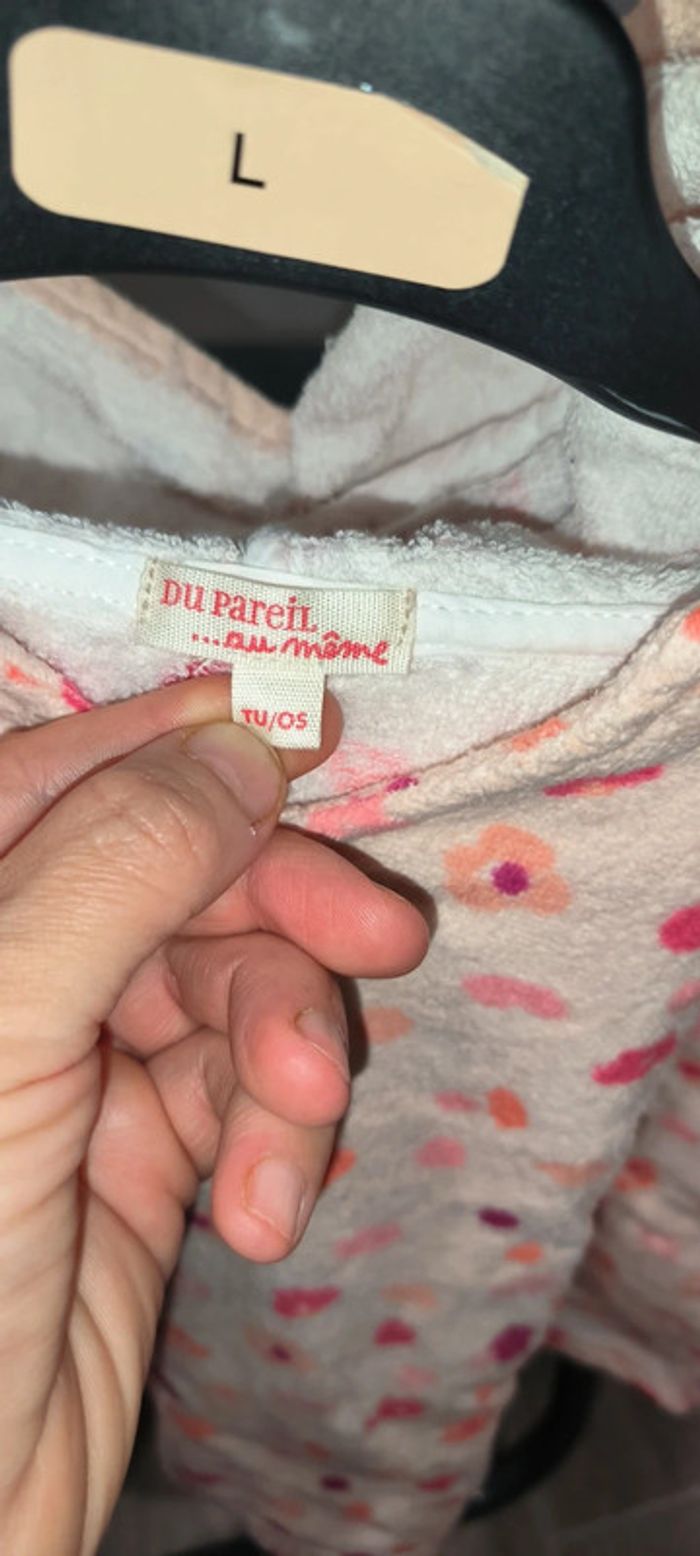 L
DU PaReiL
...au même
TU/OS